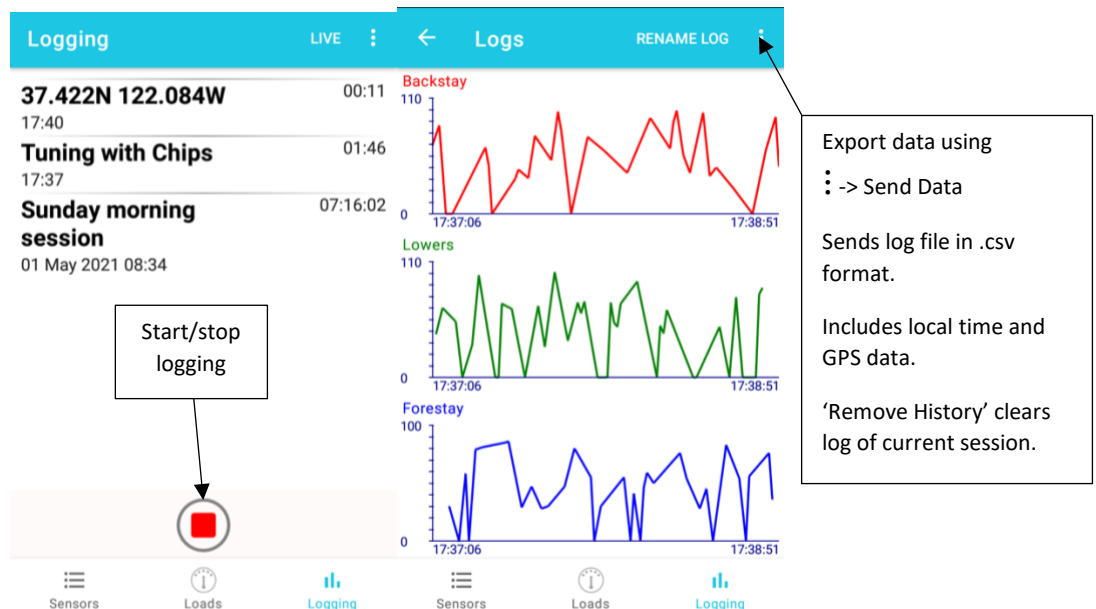 Logging
LIVE
37.422N 122.084W
00:11
17:40
Tuning with Chips
01:46
17:37
Sunday morning
session
07:16:02
01 May 2021 08:34
Start/stop
logging
Sensors
Loads
Logging
Logs
RENAME LOG
Backstay
110
0
17:37:06
17:38:51
Lowers
110
0
17:37:06
17:38:51
Forestay
100
0
17:37:06
17:38:51
Sensors
Loads
Logging
Export data using
⋮ -> Send Data
Sends log file in .csv
format.
Includes local time and
GPS data.
‘Remove History’ clears
log of current session.